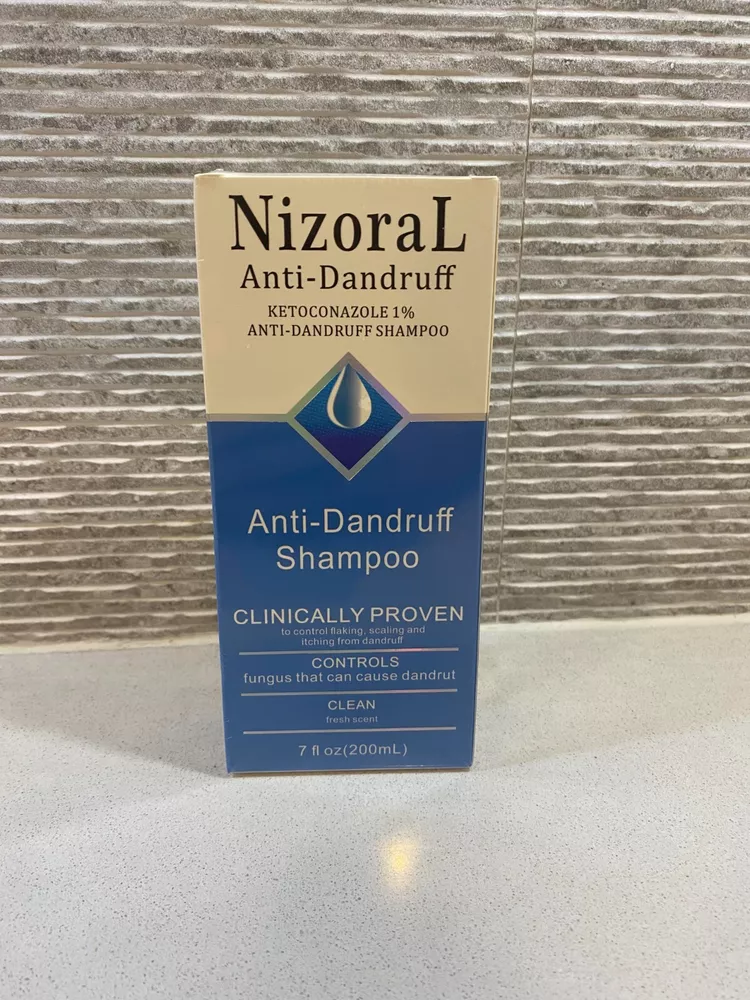 NizoraL
Anti-Dandruff
KETOCONAZOLE 1%
ANTI-DANDRUFF SHAMPOO
Anti-Dandruff
Shampoo
CLINICALLY PROVEN
to control flaking, scaling and
itching from dandruff
CONTROLS
fungus that can cause dandrut
CLEAN
fresh scent
7 fl oz(200mL)